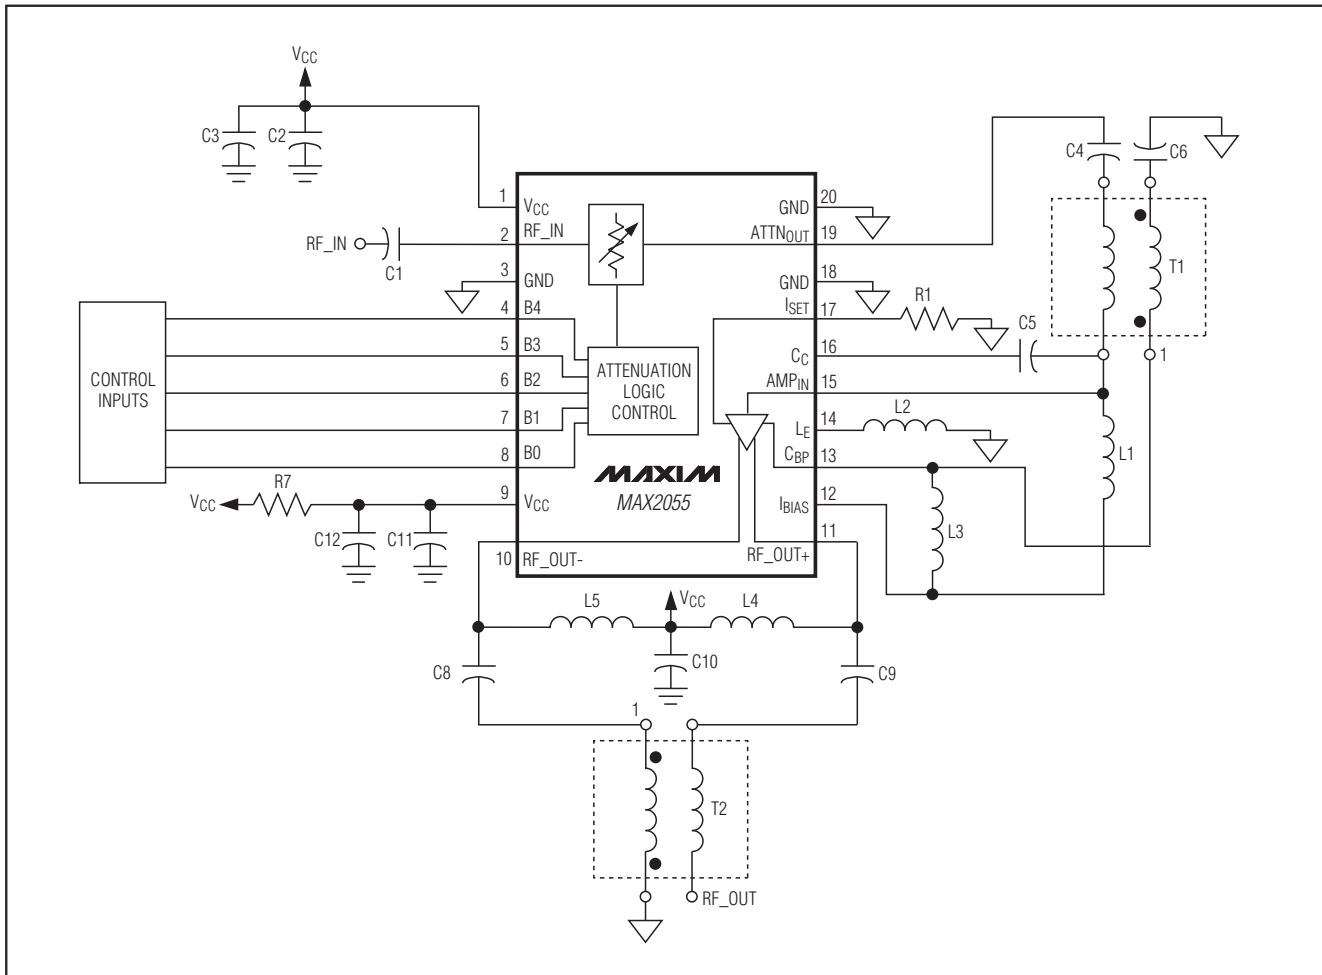 VCC
C3
C2
C4
C6
1
VCC
GND
20
RF_IN
2
RF_IN
ATTNOUT
19
C1
T1
3
GND
GND
18
4
B4
ISET
17
R1
5
B3
CC
16
C5
1
CONTROL
INPUTS
6
B2
ATTENUATION
LOGIC
CONTROL
AMPIN
15
7
B1
LE
14
L2
8
B0
CBP
13
L1
MAXIM
MAX2055
VCC
R7
9
VCC
IBIAS
12
L3
C12
C11
10
RF_OUT-
RF_OUT+
11
L5
VCC
L4
C8
C10
C9
1
T2
RF_OUT